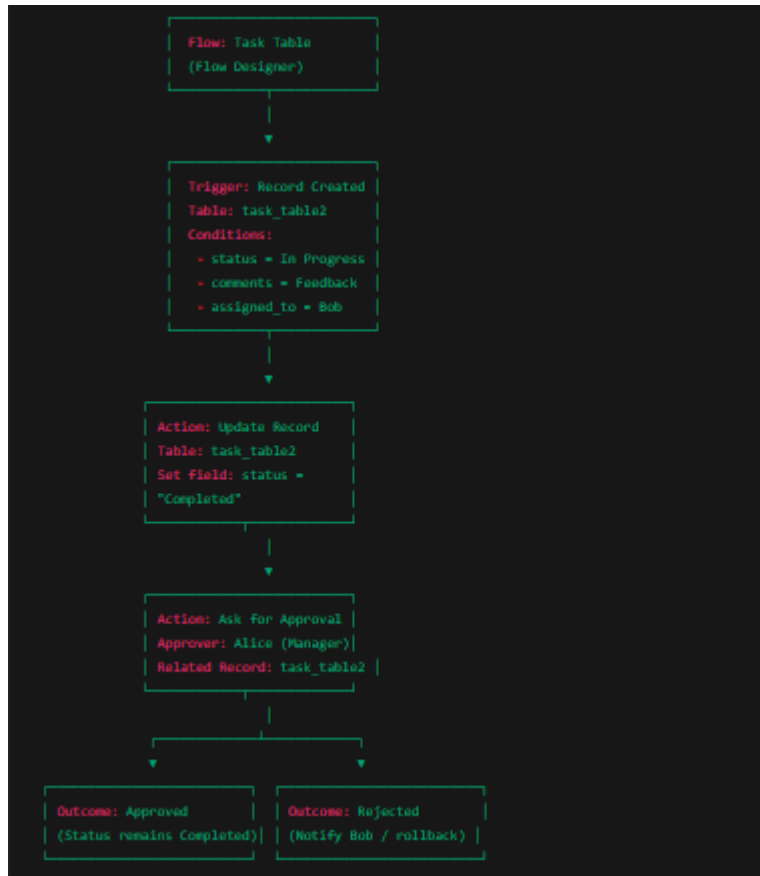 Flow: Task Table
(Flow Designer)
Trigger: Record Created
Table: task_table2
Conditions:
- status = In Progress
- comments = Feedback
- assigned_to = Bob
Action: Update Record
Table: task_table2
Set field: status =
"Completed"
Action: Ask for Approval
Approver: Alice (Manager)
Related Record: task_table2
Outcome: Approved
(Status remains Completed)
Outcome: Rejected
(Notify Bob / rollback)